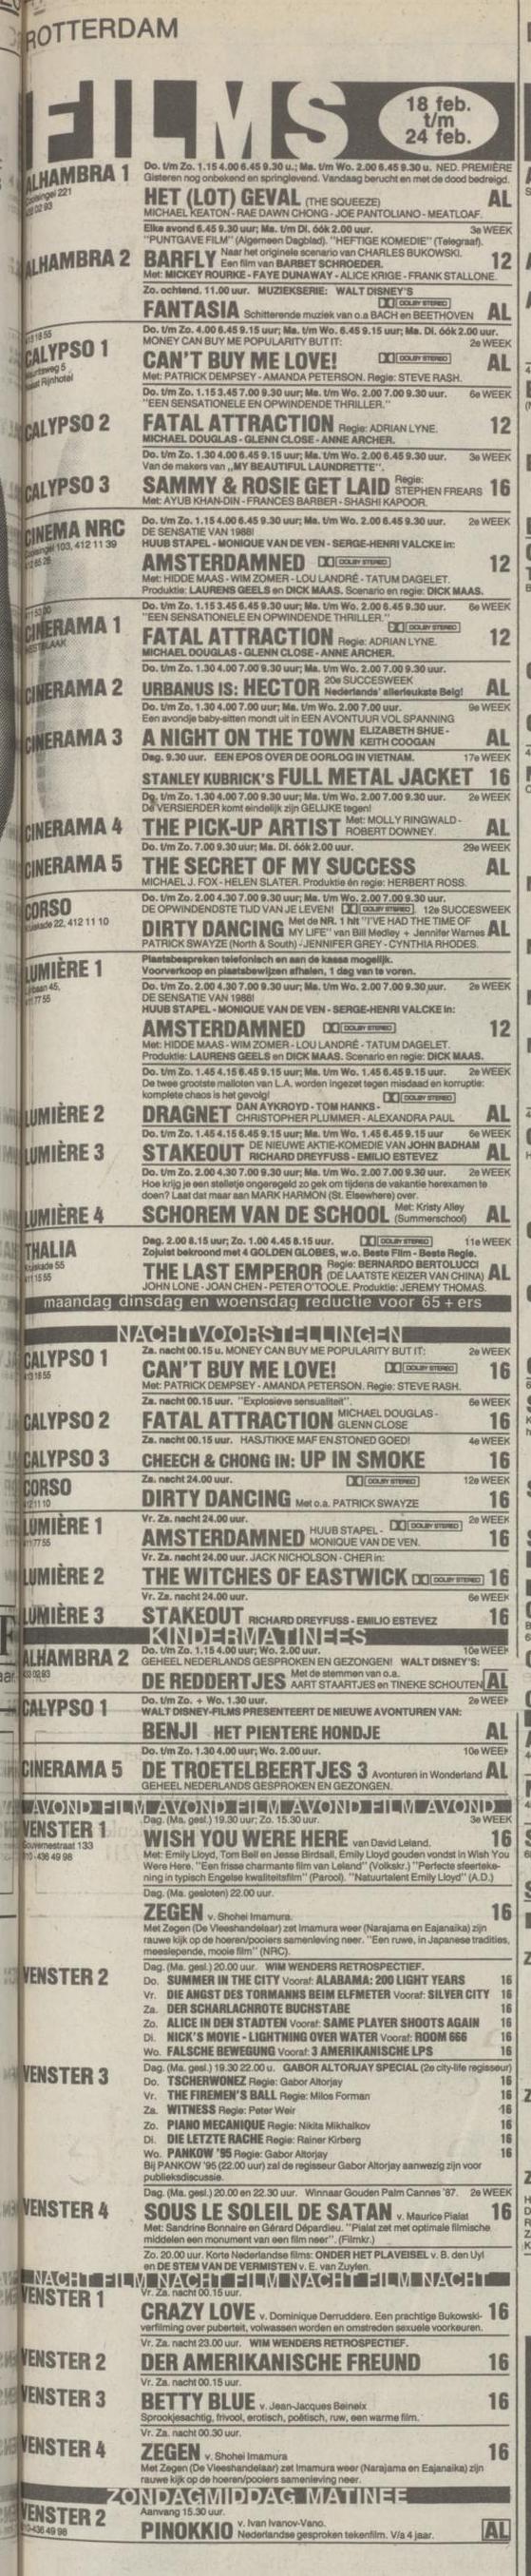 ROTTERDAM
FILMS
18 feb.
t/m
24 feb.
ALHAMBRA 1
Do. t/m Zo. 1.15 4.00 6.45 9.30 u.; Ma. t/m Wo. 2.00 6.45 9.30 u. NED. PREMIÈRE
Gisteren nog onbekend en springlevend. Vandaag berucht en met de dood bedreigd.
HET (LOT) GEVAL (THE SQUEEZE) AL
MICHAEL KEATON - RAE DAWN CHONG - JOE PANTOLIANO - MEATLOAF.
Elke avond 6.45 9.30 uur; Ma. t/m Di. óók 2.00 uur. 3e WEEK
"PUNTGAVE FILM" (Algemeen Dagblad). "HEFTIGE KOMEDIE" (Telegraaf).
ALHAMBRA 2
BARFLY Naar het originele scenario van CHARLES BUKOWSKI.
Een film van BARBET SCHROEDER. 12
Met: MICKEY ROURKE - FAYE DUNAWAY - ALICE KRIGE - FRANK STALLONE.
Zo. ochtend. 11.00 uur. MUZIEKSERIE: WALT DISNEY'S
DOLBY STEREO
FANTASIA Schitterende muziek van o.a BACH en BEETHOVEN AL
Do. t/m Zo. 4.00 6.45 9.15 uur; Ma. t/m Wo. 6.45 9.15 uur; Ma. Di. óók 2.00 uur.
CALYPSO 1
MONEY CAN BUY ME POPULARITY BUT IT: 2e WEEK
CAN'T BUY ME LOVE! DOLBY STEREO AL
Met: PATRICK DEMPSEY - AMANDA PETERSON. Regie: STEVE RASH.
Do. t/m Zo. 1.15 3.45 7.00 9.30 uur; Ma. t/m Wo. 2.00 7.00 9.30 uur. 6e WEEK
"EEN SENSATIONELE EN OPWINDENDE THRILLER."
CALYPSO 2
FATAL ATTRACTION Regie: ADRIAN LYNE. 12
MICHAEL DOUGLAS - GLENN CLOSE - ANNE ARCHER.
Do. t/m Zo. 1.30 4.00 6.45 9.15 uur; Ma. t/m Wo. 2.00 6.45 9.15 uur. 3e WEEK
Van de makers van „MY BEAUTIFUL LAUNDRETTE".
CALYPSO 3
SAMMY & ROSIE GET LAID Regie: STEPHEN FREARS 16
Met: AYUB KHAN-DIN - FRANCES BARBER - SHASHI KAPOOR.
CINEMA NRC
Do. t/m Zo. 1.15 4.00 6.45 9.30 uur; Ma. t/m Wo. 2.00 6.45 9.30 uur. 2e WEEK
DE SENSATIE VAN 1988!
HUUB STAPEL - MONIQUE VAN DE VEN - SERGE-HENRI VALCKE in:
AMSTERDAMNED DOLBY STEREO 12
Met: HIDDE MAAS - WIM ZOMER - LOU LANDRÉ - TATUM DAGELET.
Produktie: LAURENS GEELS en DICK MAAS. Scenario en regie: DICK MAAS.
Do. t/m Zo. 1.15 3.45 6.45 9.30 uur; Ma. t/m Wo. 2.00 6.45 9.30 uur. 6e WEEK
"EEN SENSATIONELE EN OPWINDENDE THRILLER." DOLBY STEREO
CINERAMA 1
FATAL ATTRACTION Regie: ADRIAN LYNE. 12
MICHAEL DOUGLAS - GLENN CLOSE - ANNE ARCHER.
Do. t/m Zo. 1.30 4.00 7.00 9.30 uur; Ma. t/m Wo. 2.00 7.00 9.30 uur.
CINERAMA 2
URBANUS IS: HECTOR 20e SUCCESWEEK
Nederlands' allerleukste Belg! AL
Do. t/m Zo. 1.30 4.00 7.00 uur; Ma. t/m Wo. 2.00 7.00 uur. 9e WEEK
Een avondje baby-sitten mondt uit in EEN AVONTUUR VOL SPANNING
CINERAMA 3
A NIGHT ON THE TOWN ELIZABETH SHUE - KEITH COOGAN AL
Dag. 9.30 uur. EEN EPOS OVER DE OORLOG IN VIETNAM. 17e WEEK
STANLEY KUBRICK'S FULL METAL JACKET 16
Do. t/m Zo. 1.30 4.00 7.00 9.30 uur; Ma. t/m Wo. 2.00 7.00 9.30 uur. 2e WEEK
De VERSIERDER komt eindelijk zijn GELIJKE tegen!
CINERAMA 4
THE PICK-UP ARTIST Met: MOLLY RINGWALD - ROBERT DOWNEY. AL
Do. t/m Zo. 7.00 9.30 uur; Ma. Di. óók 2.00 uur. 29e WEEK
CINERAMA 5
THE SECRET OF MY SUCCESS AL
MICHAEL J. FOX - HELEN SLATER. Produktie én regie: HERBERT ROSS.
CORSO
Do. t/m Zo. 2.00 4.30 7.00 9.30 uur; Ma. t/m Wo. 2.00 7.00 9.30 uur.
DE OPWINDENDSTE TIJD VAN JE LEVEN! DOLBY STEREO 12e SUCCESWEEK
DIRTY DANCING Met de NR. 1 hit "I'VE HAD THE TIME OF
MY LIFE" van Bill Medley + Jennifer Warnes AL
PATRICK SWAYZE (North & South) - JENNIFER GREY - CYNTHIA RHODES.
LUMIÈRE 1
Plaatsbespreken telefonisch en aan de kassa mogelijk.
Voorverkoop en plaatsbewijzen afhalen, 1 dag van te voren.
Do. t/m Zo. 2.00 4.30 7.00 9.30 uur; Ma. t/m Wo. 2.00 7.00 9.30 uur. 2e WEEK
DE SENSATIE VAN 1988!
HUUB STAPEL - MONIQUE VAN DE VEN - SERGE-HENRI VALCKE in:
AMSTERDAMNED DOLBY STEREO 12
Met: HIDDE MAAS - WIM ZOMER - LOU LANDRÉ - TATUM DAGELET.
Produktie: LAURENS GEELS en DICK MAAS. Scenario en regie: DICK MAAS.
Do. t/m Zo. 1.45 4.15 6.45 9.15 uur; Ma. t/m Wo. 1.45 6.45 9.15 uur. 2e WEEK
De twee grootste malloten van L.A. worden ingezet tegen misdaad en korruptie:
komplete chaos is het gevolg! DOLBY STEREO
LUMIÈRE 2
DRAGNET DAN AYKROYD - TOM HANKS -
CHRISTOPHER PLUMMER - ALEXANDRA PAUL AL
Do. t/m Zo. 1.45 4.15 6.45 9.15 uur; Ma. t/m Wo. 1.45 6.45 9.15 uur 6e WEEK
LUMIÈRE 3
STAKEOUT DE NIEUWE AKTIE-KOMEDIE VAN JOHN BADHAM
RICHARD DREYFUSS - EMILIO ESTEVEZ AL
Do. t/m Zo. 2.00 4.30 7.00 9.30 uur; Ma. t/m Wo. 2.00 7.00 9.30 uur. 2e WEEK
Hoe krijg je een stelletje ongeregeld zo gek om tijdens de vakantie herexamen te
doen? Laat dat maar aan MARK HARMON (St. Elsewhere) over.
LUMIÈRE 4
SCHOREM VAN DE SCHOOL Met: Kristy Alley (Summerschool) AL
THALIA
Dag. 2.00 8.15 uur; Zo. 1.00 4.45 8.15 uur. DOLBY STEREO 11e WEEK
Zojuist bekroond met 4 GOLDEN GLOBES, w.o. Beste Film - Beste Regie.
THE LAST EMPEROR Regie: BERNARDO BERTOLUCCI
(DE LAATSTE KEIZER VAN CHINA) AL
JOHN LONE - JOAN CHEN - PETER O'TOOLE. Produktie: JEREMY THOMAS.
maandag dinsdag en woensdag reductie voor 65+ers
NACHTVOORSTELLINGEN
CALYPSO 1
Za. nacht 00.15 u. MONEY CAN BUY ME POPULARITY BUT IT: 2e WEEK
CAN'T BUY ME LOVE! DOLBY STEREO 16
Met: PATRICK DEMPSEY - AMANDA PETERSON. Regie: STEVE RASH.
Za. nacht 00.15 uur. "Explosieve sensualiteit". 6e WEEK
CALYPSO 2
FATAL ATTRACTION MICHAEL DOUGLAS - GLENN CLOSE 16
Za. nacht 00.15 uur. HASJTIKKE MAF EN STONED GOED! 4e WEEK
CALYPSO 3
CHEECH & CHONG IN: UP IN SMOKE 16
CORSO
Za. nacht 24.00 uur. DOLBY STEREO 12e WEEK
DIRTY DANCING Met o.a. PATRICK SWAYZE 16
LUMIÈRE 1
Vr. Za. nacht 24.00 uur. DOLBY STEREO 2e WEEK
AMSTERDAMNED HUUB STAPEL - MONIQUE VAN DE VEN. 16
Vr. Za. nacht 24.00 uur. JACK NICHOLSON - CHER in:
LUMIÈRE 2
THE WITCHES OF EASTWICK DOLBY STEREO 16
Vr. Za. nacht 24.00 uur. 6e WEEK
LUMIÈRE 3
STAKEOUT RICHARD DREYFUSS - EMILIO ESTEVEZ 16
KINDERMATINEES
ALHAMBRA 2
Do. t/m Zo. 1.15 4.00 uur; Wo. 2.00 uur. 10e WEEK
GEHEEL NEDERLANDS GESPROKEN EN GEZONGEN! WALT DISNEY'S:
DE REDDERTJES Met de stemmen van o.a.
AART STAARTJES en TINEKE SCHOUTEN AL
CALYPSO 1
Do. t/m Zo. + Wo. 1.30 uur. 2e WEEK
WALT DISNEY-FILMS PRESENTEERT DE NIEUWE AVONTUREN VAN:
BENJI HET PIENTERE HONDJE AL
Do. t/m Zo. 1.30 4.00 uur; Wo. 2.00 uur. 10e WEEK
CINERAMA 5
DE TROETELBEERTJES 3 Avonturen in Wonderland AL
GEHEEL NEDERLANDS GESPROKEN EN GEZONGEN.
AVOND FILM AVOND FILM AVOND FILM AVOND
VENSTER 1
Gouvernestraat 133
010-436 49 98
Dag. (Ma. gesl.) 19.30 uur; Zo. 15.30 uur. 3e WEEK
WISH YOU WERE HERE van David Leland. 16
Met: Emily Lloyd, Tom Bell en Jesse Birdsall, Emily Lloyd gouden vondst in Wish You
Were Here. "Een frisse charmante film van Leland" (Volkskr.) "Perfecte sfeerteke-
ning in typisch Engelse kwaliteitsfilm" (Parool). "Natuurtalent Emily Lloyd" (A.D.)
Dag. (Ma. gesloten) 22.00 uur.
ZEGEN v. Shohei Imamura. 16
Met Zegen (De Vleeshandelaar) zet Imamura weer (Narajama en Eajanaika) zijn
rauwe kijk op de hoeren/pooiers samenleving neer. "Een ruwe, in Japanese tradities,
meeslepende, mooie film" (NRC).
VENSTER 2
Dag. (Ma. gesl.) 20.00 uur. WIM WENDERS RETROSPECTIEF.
Do. SUMMER IN THE CITY Vooraf: ALABAMA: 200 LIGHT YEARS 16
Vr. DIE ANGST DES TORMANNS BEIM ELFMETER Vooraf: SILVER CITY 16
Za. DER SCHARLACHROTE BUCHSTABE 16
Zo. ALICE IN DEN STADTEN Vooraf: SAME PLAYER SHOOTS AGAIN 16
Di. NICK'S MOVIE - LIGHTNING OVER WATER Vooraf: ROOM 666 16
Wo. FALSCHE BEWEGUNG Vooraf: 3 AMERIKANISCHE LPS 16
VENSTER 3
Dag. (Ma. gesl.) 19.30 22.00 u. GABOR ALTORJAY SPECIAL (2e city-life regisseur)
Do. TSCHERWONEZ Regie: Gabor Altorjay 16
Vr. THE FIREMEN'S BALL Regie: Milos Forman 16
Za. WITNESS Regie: Peter Weir 16
Zo. PIANO MECANIQUE Regie: Nikita Mikhalkov 16
Di. DIE LETZTE RACHE Regie: Rainer Kirberg 16
Wo. PANKOW '95 Regie: Gabor Altorjay 16
Bij PANKOW '95 (22.00 uur) zal de regisseur Gabor Altorjay aanwezig zijn voor
publieksdiscussie.
Dag. (Ma. gesl.) 20.00 en 22.30 uur. Winnaar Gouden Palm Cannes '87. 2e WEEK
VENSTER 4
SOUS LE SOLEIL DE SATAN v. Maurice Pialat 16
Met: Sandrine Bonnaire en Gérard Dépardieu. "Pialat zet met optimale filmische
middelen een monument van een film neer". (Filmkr.)
Zo. 20.00 uur. Korte Nederlandse films: ONDER HET PLAVEISEL v. B. den Uyl
en DE STEM VAN DE VERMISTEN v. E. van Zuylen.
NACHT FILM NACHT FILM NACHT FILM NACHT
VENSTER 1
Vr. Za. nacht 00.15 uur.
CRAZY LOVE v. Dominique Derruddere. Een prachtige Bukowski- 16
verfilming over puberteit, volwassen worden en omstreden sexuele voorkeuren.
Vr. Za. nacht 23.00 uur. WIM WENDERS RETROSPECTIEF.
VENSTER 2
DER AMERIKANISCHE FREUND 16
Vr. Za. nacht 00.15 uur.
VENSTER 3
BETTY BLUE v. Jean-Jacques Beineix 16
Sprookjesachtig, frivool, erotisch, poëtisch, ruw, een warme film.
Vr. Za. nacht 00.30 uur.
VENSTER 4
ZEGEN v. Shohei Imamura 16
Met Zegen (De Vleeshandelaar) zet Imamura weer (Narajama en Eajanaika) zijn
rauwe kijk op de hoeren/pooiers samenleving neer.
ZONDAGMIDDAG MATINEE
VENSTER 2
010-436 49 98
Aanvang 15.30 uur.
PINOKKIO v. Ivan Ivanov-Vano.
Nederlandse gesproken tekenfilm. V/a 4 jaar. AL